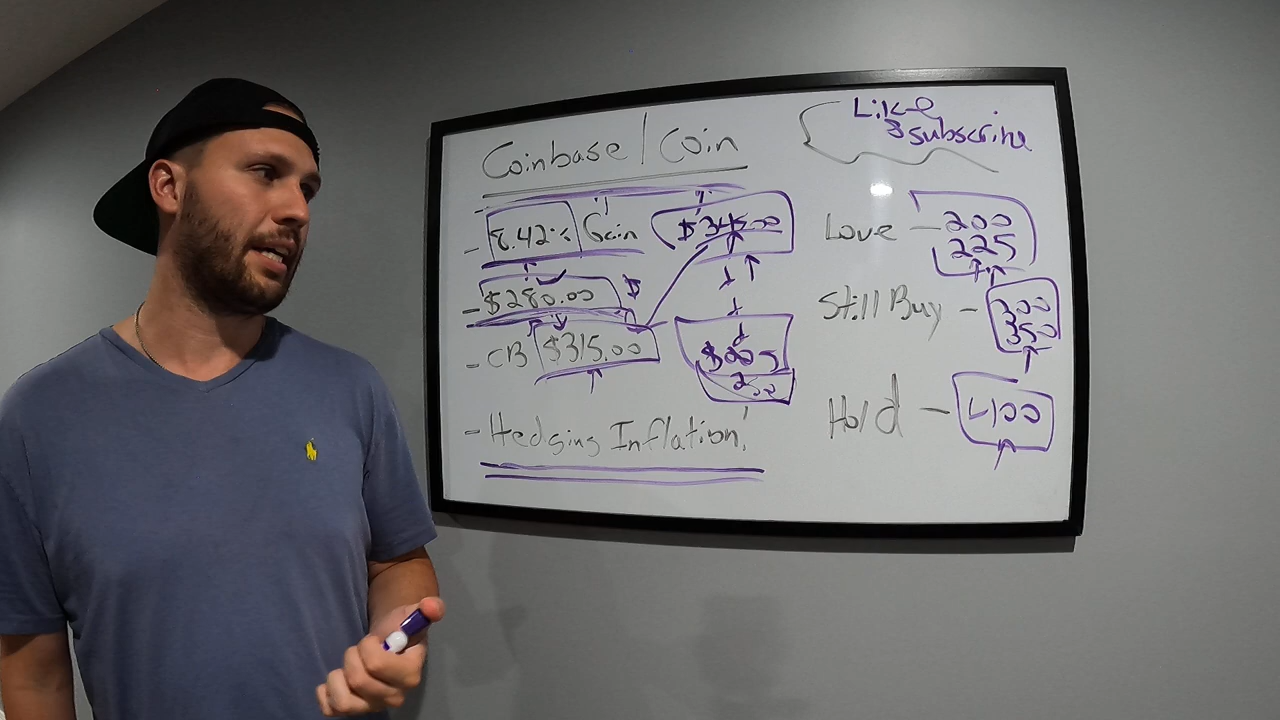 Like
& subscribe
Coinbase / Coin
- 8.42% Gain $345.00
- $280.00 $
- CB $315.00
250
- Hedging Inflation!
Love - 200
225
Still Buy - 300
350
Hold - 400